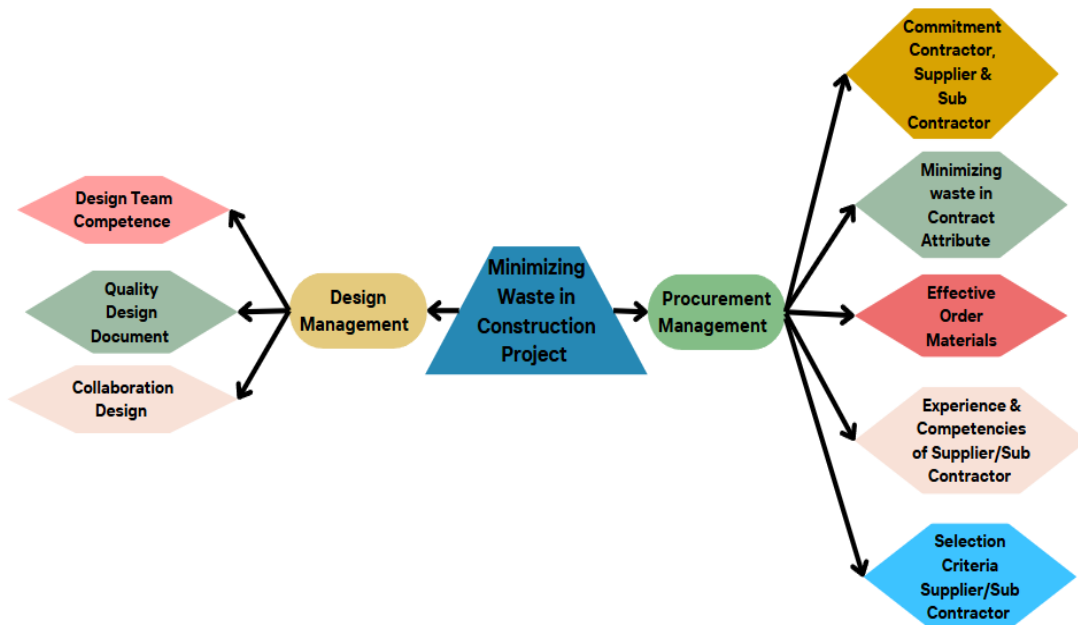 Commitment
Contractor,
Supplier &
Sub
Contractor
Minimizing
waste in
Contract
Attribute
Design Team
Competence
Quality
Design
Document
Collaboration
Design
Design
Management
Minimizing
Waste in
Construction
Project
Procurement
Management
Effective
Order
Materials
Experience &
Competencies
of Supplier/Sub
Contractor
Selection
Criteria
Supplier/Sub
Contractor